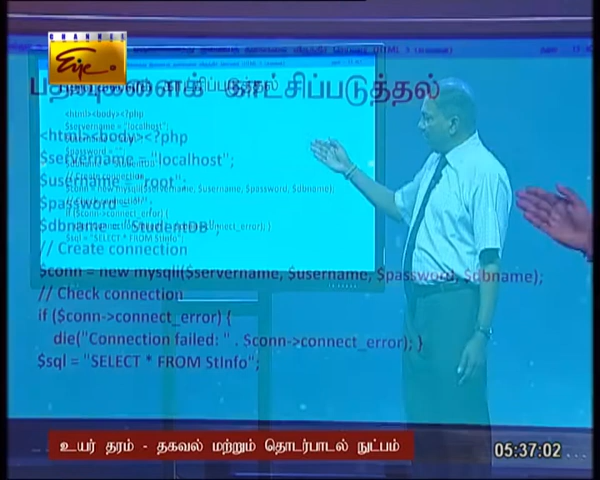 CHANNEL
Eye
பதிவுகளைக் காட்சிப்படுத்தல்
<html><body><?php
$servername = "localhost";
$username = "root";
$password = "";
$dbname = "StudentDB";
// Create connection
$conn = new mysqli($servername, $username, $password, $dbname);
// Check connection
if ($conn->connect_error) {
die("Connection failed: " . $conn->connect_error); }
$sql = "SELECT * FROM StInfo";
உயர் தரம் - தகவல் மற்றும் தொடர்பாடல் நுட்பம்
05:37:02